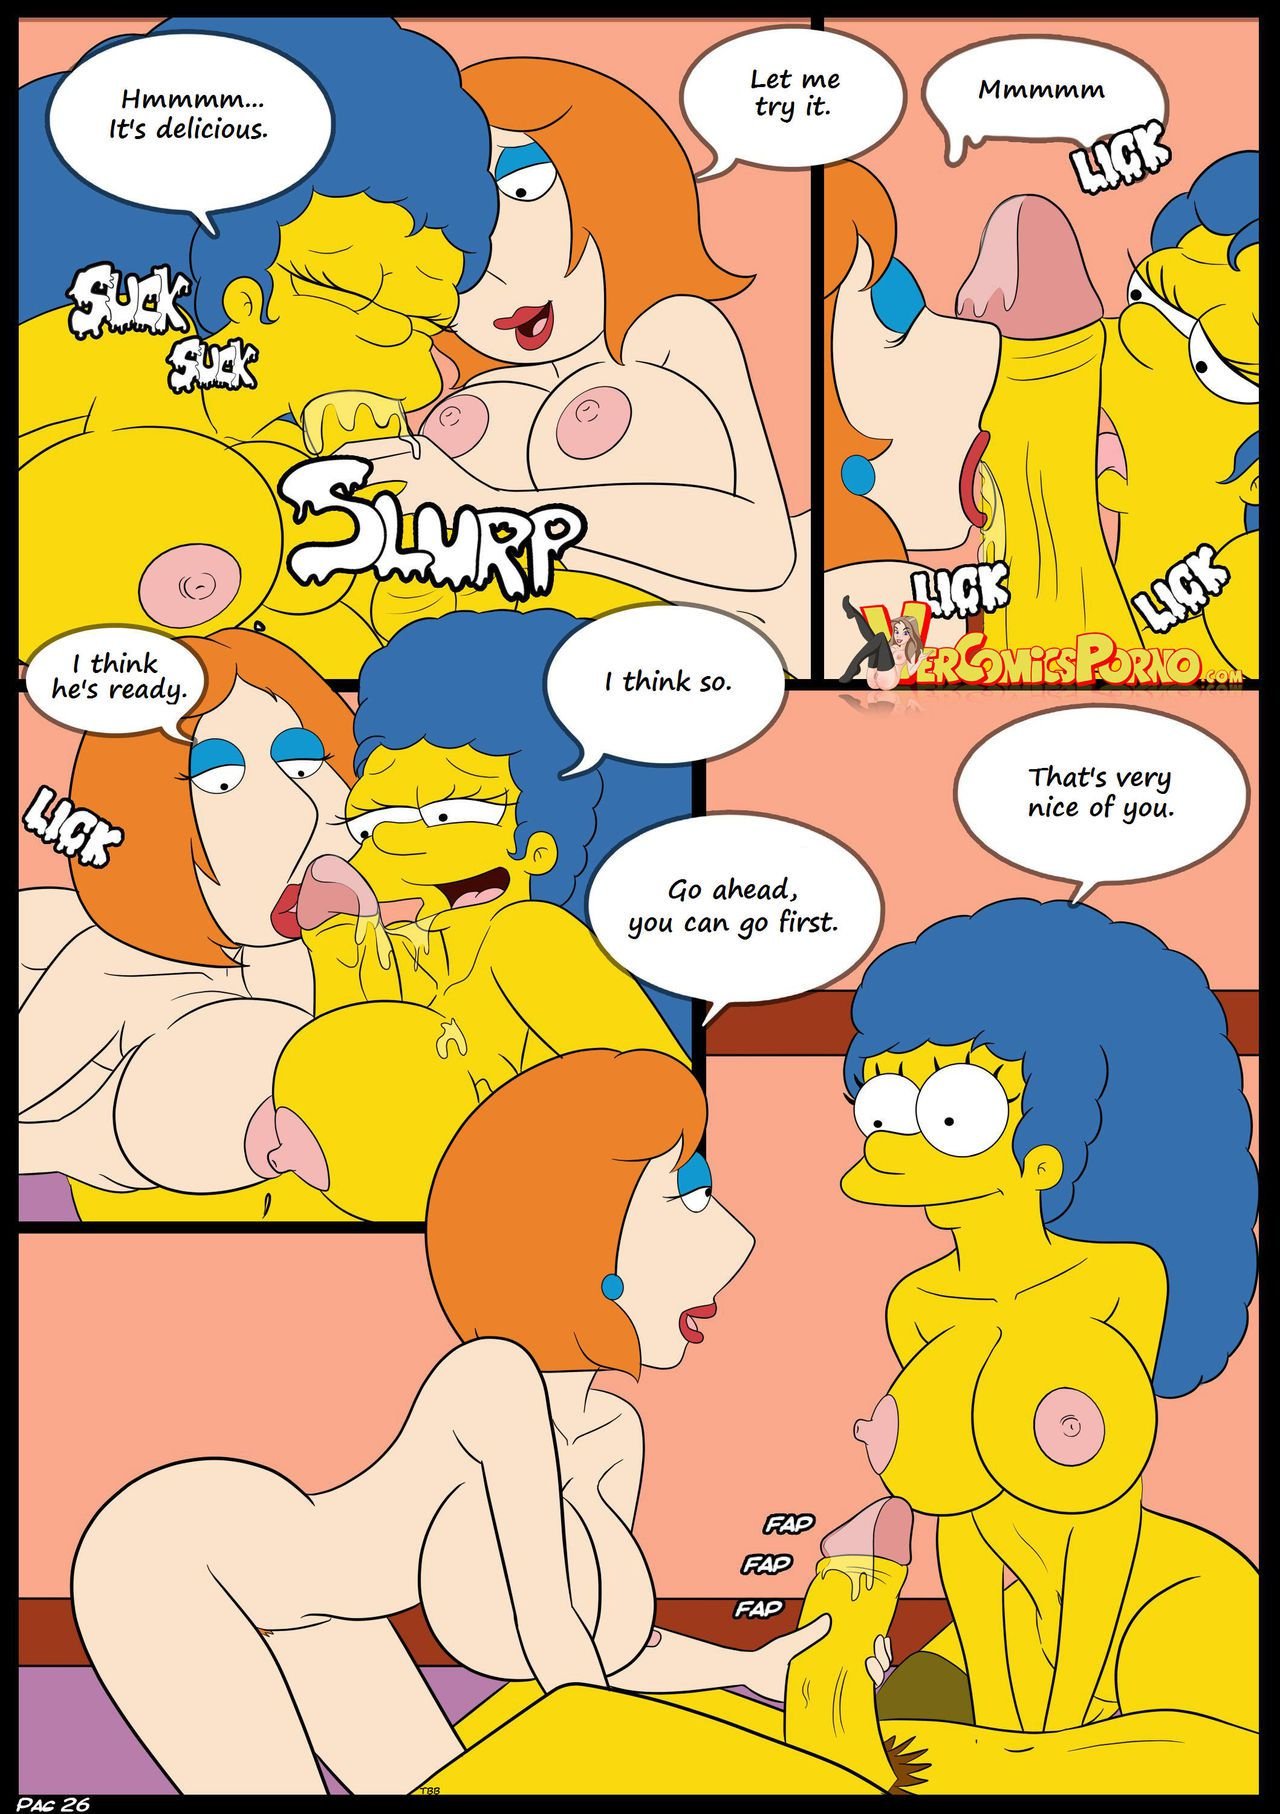 Hmmmm...
It's delicious.
Let me
try it.
Mmmmm
LICK
SUCK
SUCK
SLURP
LICK
LICK
VERCOMICSPORNO.COM
I think
he's ready.
I think so.
LICK
That's very
nice of you.
Go ahead,
you can go first.
FAP
FAP
FAP
TBB
PAG 26